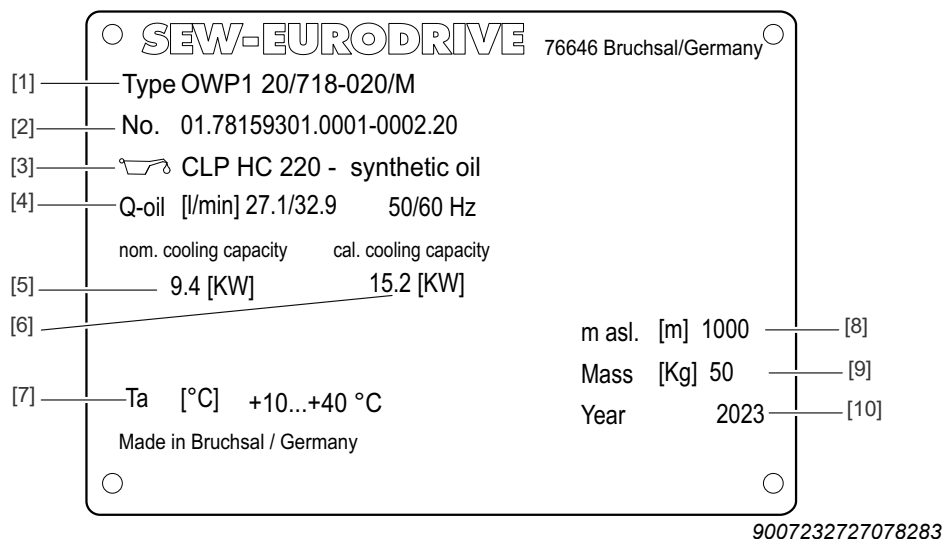 SEW-EURODRIVE 76646 Bruchsal/Germany
[1] Type OWP1 20/718-020/M
[2] No. 01.78159301.0001-0002.20
[3] CLP HC 220 - synthetic oil
[4] Q-oil [l/min] 27.1/32.9 50/60 Hz
nom. cooling capacity cal. cooling capacity
[5] 9.4 [KW] 15.2 [KW]
[6]
m asl. [m] 1000 [8]
Mass [Kg] 50 [9]
[7] Ta [°C] +10...+40 °C
Year 2023 [10]
Made in Bruchsal / Germany
9007232727078283